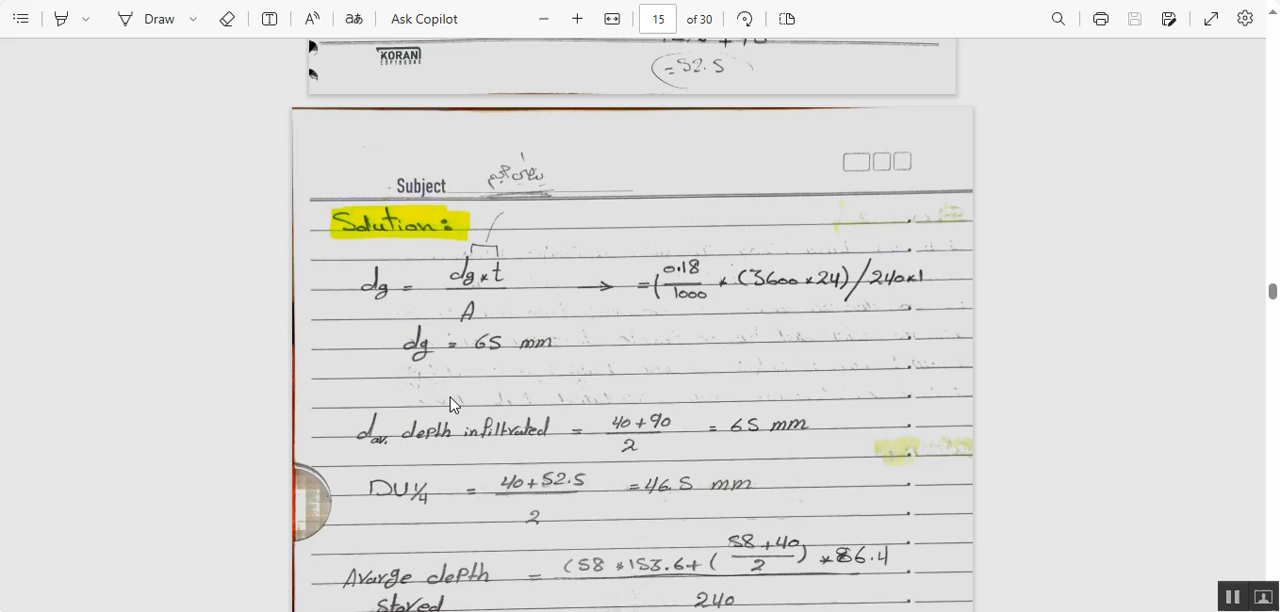 Draw
Ask Copilot
15 of 30
KORAN
COPYBOOKS
=52.5
Subject
Solution:
dg = dg*t / A → =(0.18/1000 * (3600*24)/240*1
dg = 65 mm
dav. depth infiltrated = 40+90 / 2 = 65 mm
DU1/4 = 40+52.5 / 2 =46.5 mm
Avarge depth stored = (58*153.6+(58+40/2)*86.4 / 240